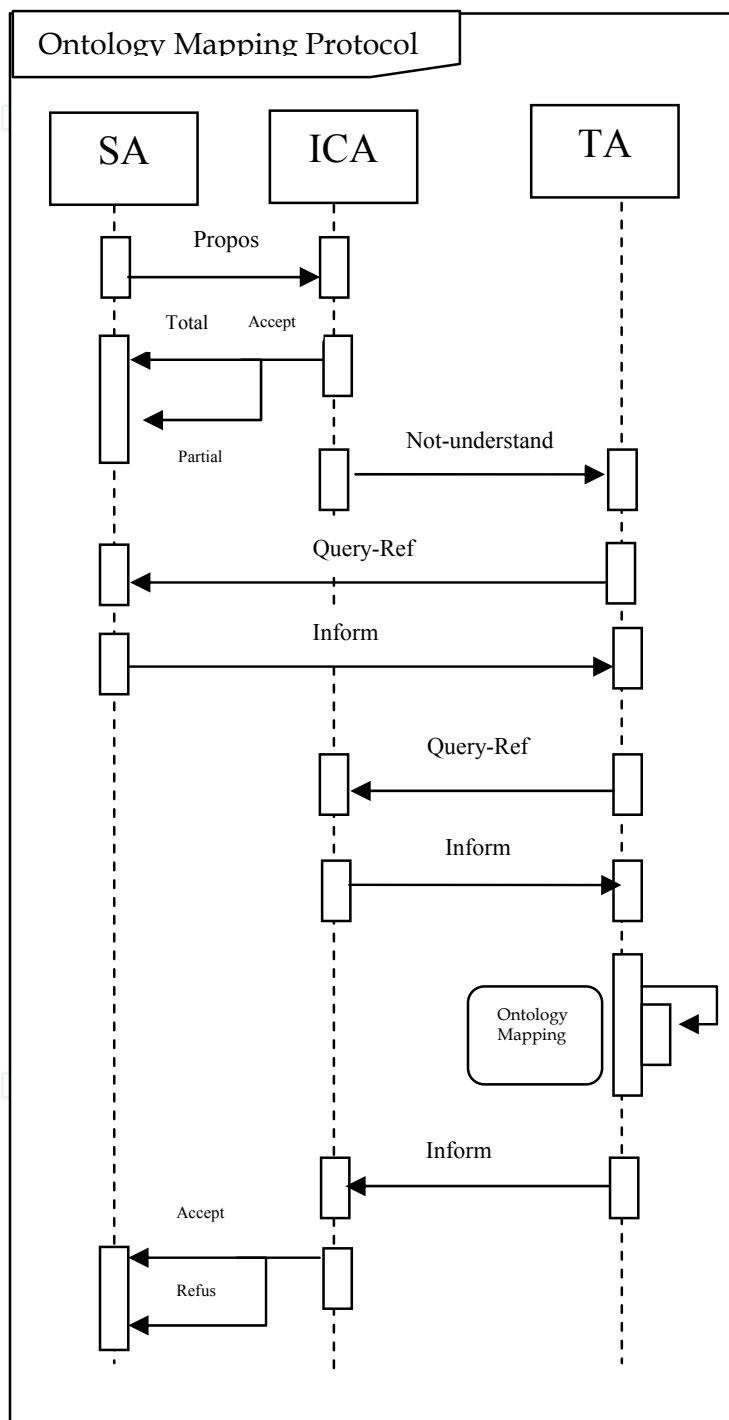 Ontology Mapping Protocol
SA
ICA
TA
Propos
Total
Accept
Partial
Not-understand
Query-Ref
Inform
Query-Ref
Inform
Ontology
Mapping
Inform
Accept
Refus